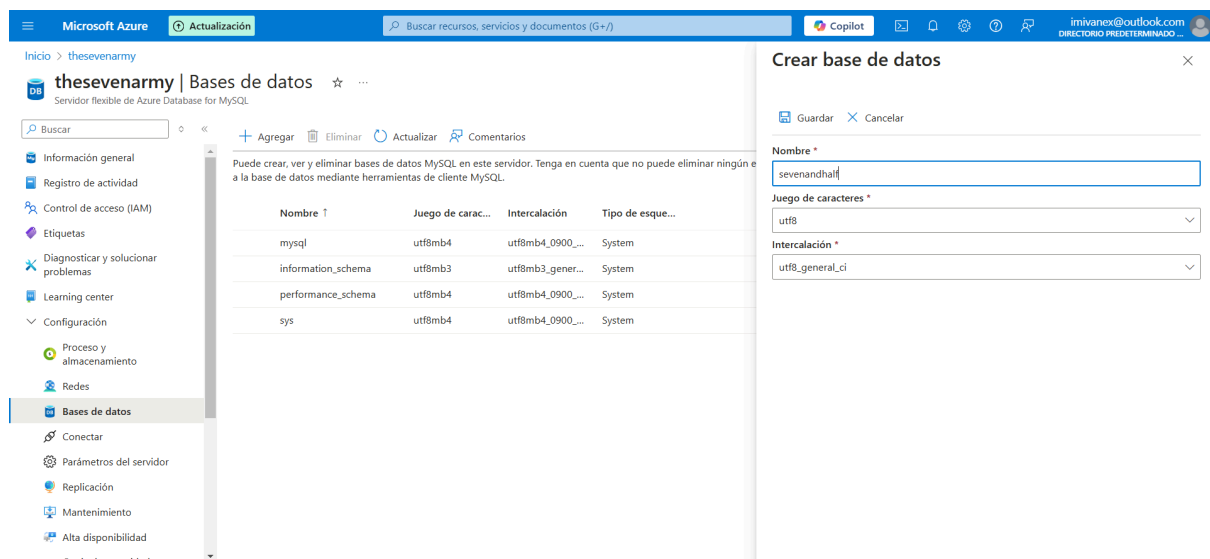 Microsoft Azure
Actualización
Buscar recursos, servicios y documentos (G+/)
Copilot
imivanex@outlook.com
DIRECTORIO PREDETERMINADO ...
Inicio > thesevenarmy
thesevenarmy | Bases de datos
Servidor flexible de Azure Database for MySQL
Buscar
Información general
Registro de actividad
Control de acceso (IAM)
Etiquetas
Diagnosticar y solucionar
problemas
Learning center
Configuración
Proceso y
almacenamiento
Redes
Bases de datos
Conectar
Parámetros del servidor
Replicación
Mantenimiento
Alta disponibilidad
Agregar Eliminar Actualizar Comentarios
Puede crear, ver y eliminar bases de datos MySQL en este servidor. Tenga en cuenta que no puede eliminar ningún e
a la base de datos mediante herramientas de cliente MySQL.
Nombre ↑ Juego de carac... Intercalación Tipo de esque...
mysql utf8mb4 utf8mb4_0900_... System
information_schema utf8mb3 utf8mb3_gener... System
performance_schema utf8mb4 utf8mb4_0900_... System
sys utf8mb4 utf8mb4_0900_... System
Crear base de datos
Guardar Cancelar
Nombre *
sevenandhalf
Juego de caracteres *
utf8
Intercalación *
utf8_general_ci